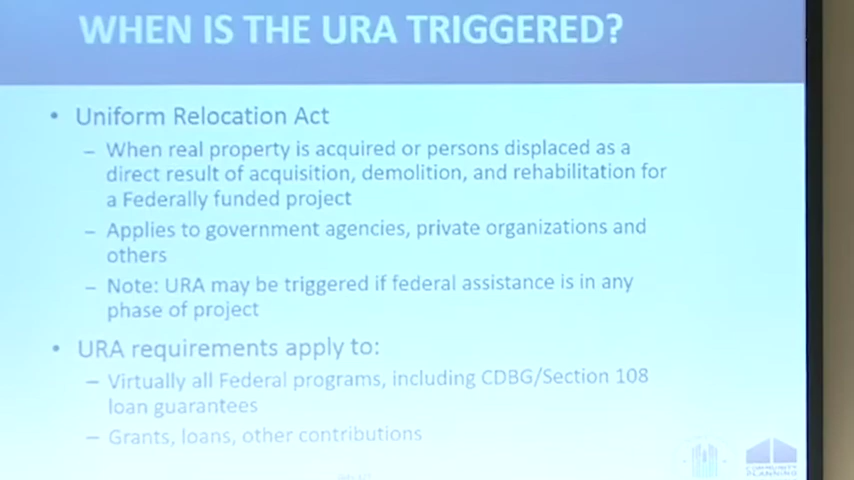 WHEN IS THE URA TRIGGERED?
• Uniform Relocation Act
– When real property is acquired or persons displaced as a
direct result of acquisition, demolition, and rehabilitation for
a Federally funded project
– Applies to government agencies, private organizations and
others
– Note: URA may be triggered if federal assistance is in any
phase of project
• URA requirements apply to:
– Virtually all Federal programs, including CDBG/Section 108
loan guarantees
– Grants, loans, other contributions
COMMUNITY
PLANNING